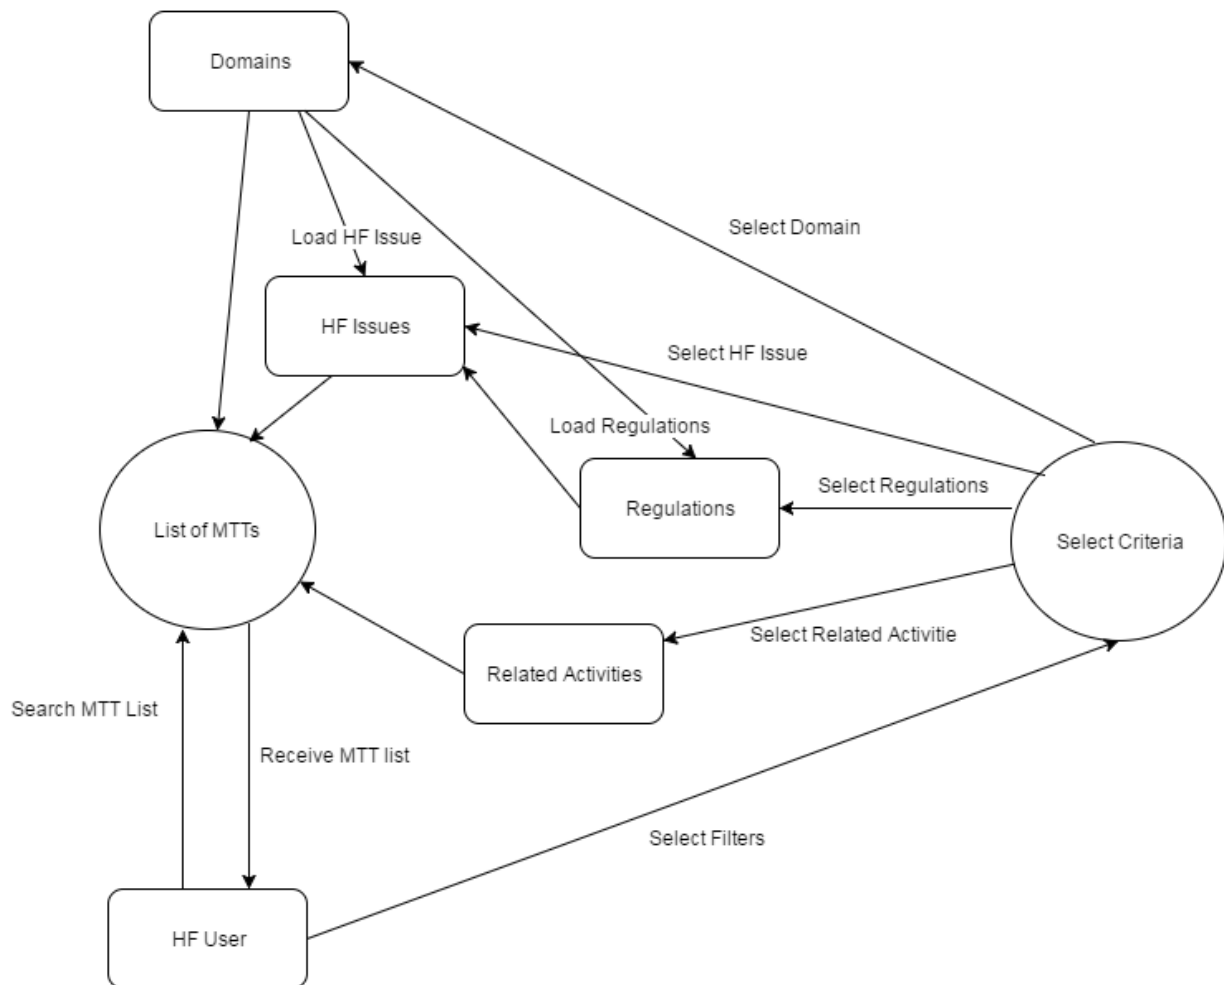 Domains
Select Domain
Load HF Issue
HF Issues
Select HF Issue
Load Regulations
Select Regulations
Regulations
List of MTTs
Select Criteria
Select Related Activitie
Related Activities
Search MTT List
Receive MTT list
Select Filters
HF User